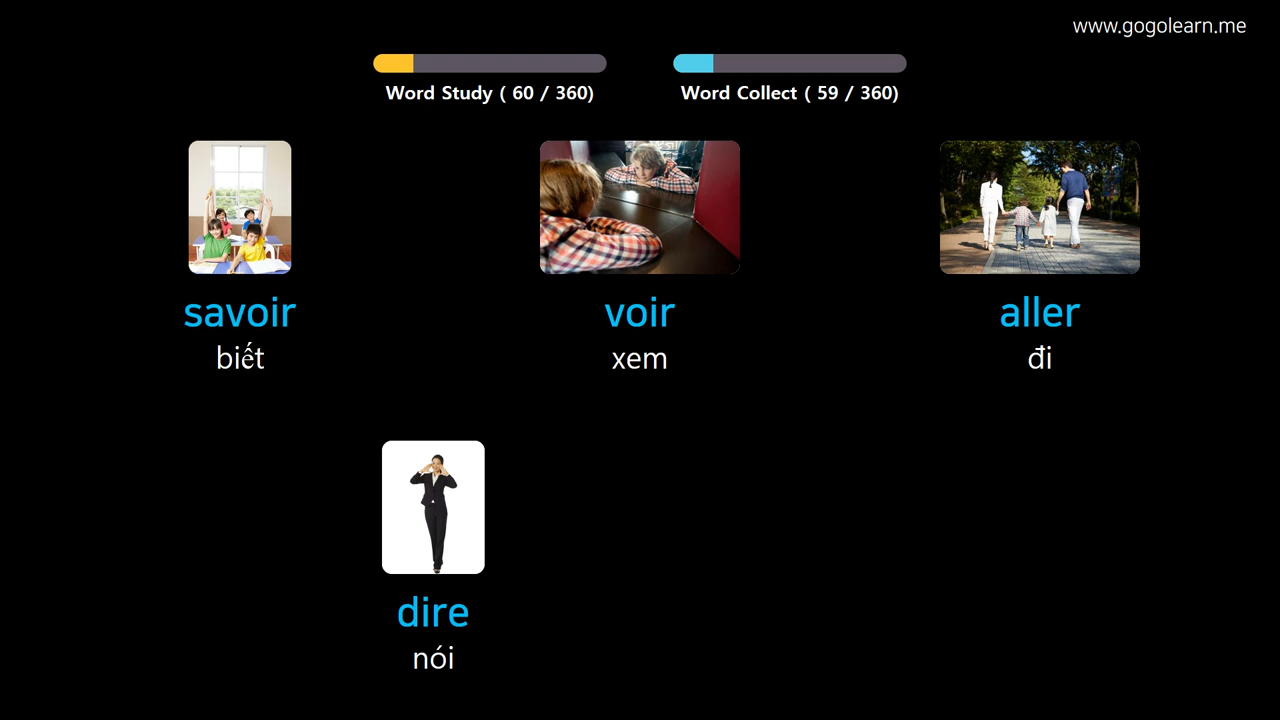 www.gogolearn.me
Word Study ( 60 / 360)
Word Collect ( 59 / 360)
savoir
biết
voir
xem
aller
đi
dire
nói